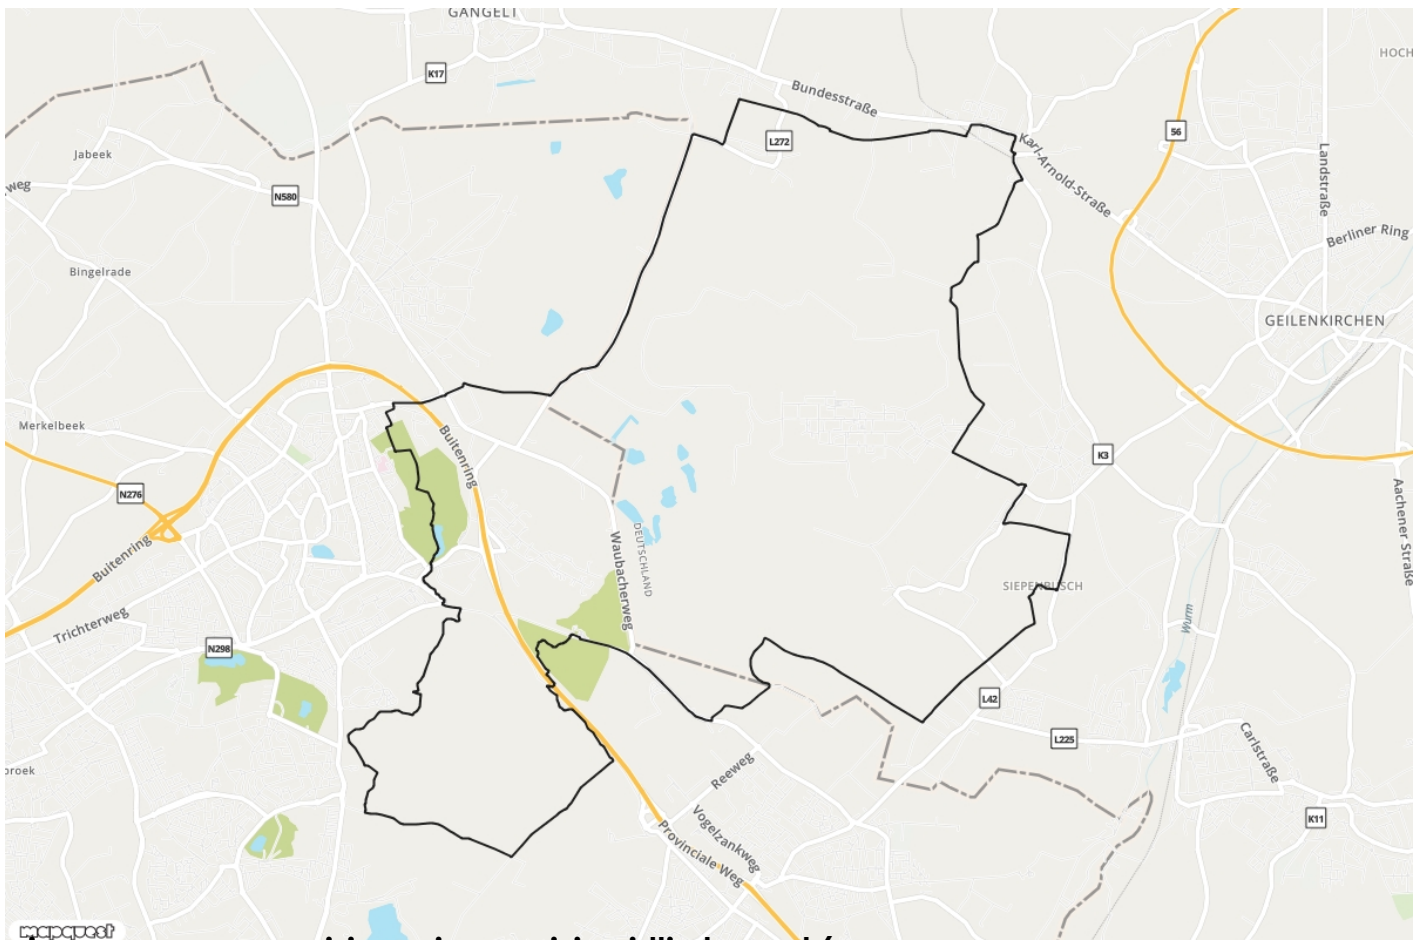 GANGELT
HOCH
K17
Bundesstraße
56
L272
Karl-Arnold-Straße
Jabeek
weg
N580
Landstraße
Berliner Ring
Bingelrade
GEILENKIRCHEN
Merkelbeek
Buitenring
K3
N276
Aachener Straße
Buitenring
DEUTSCHLAND
Waubacherweg
SIEPENBUSCH
Trichterweg
Wurm
N298
L42
L225
Carlstraße
broek
Reeweg
Vogelzankweg
K11
Provinciale Weg
mapquest